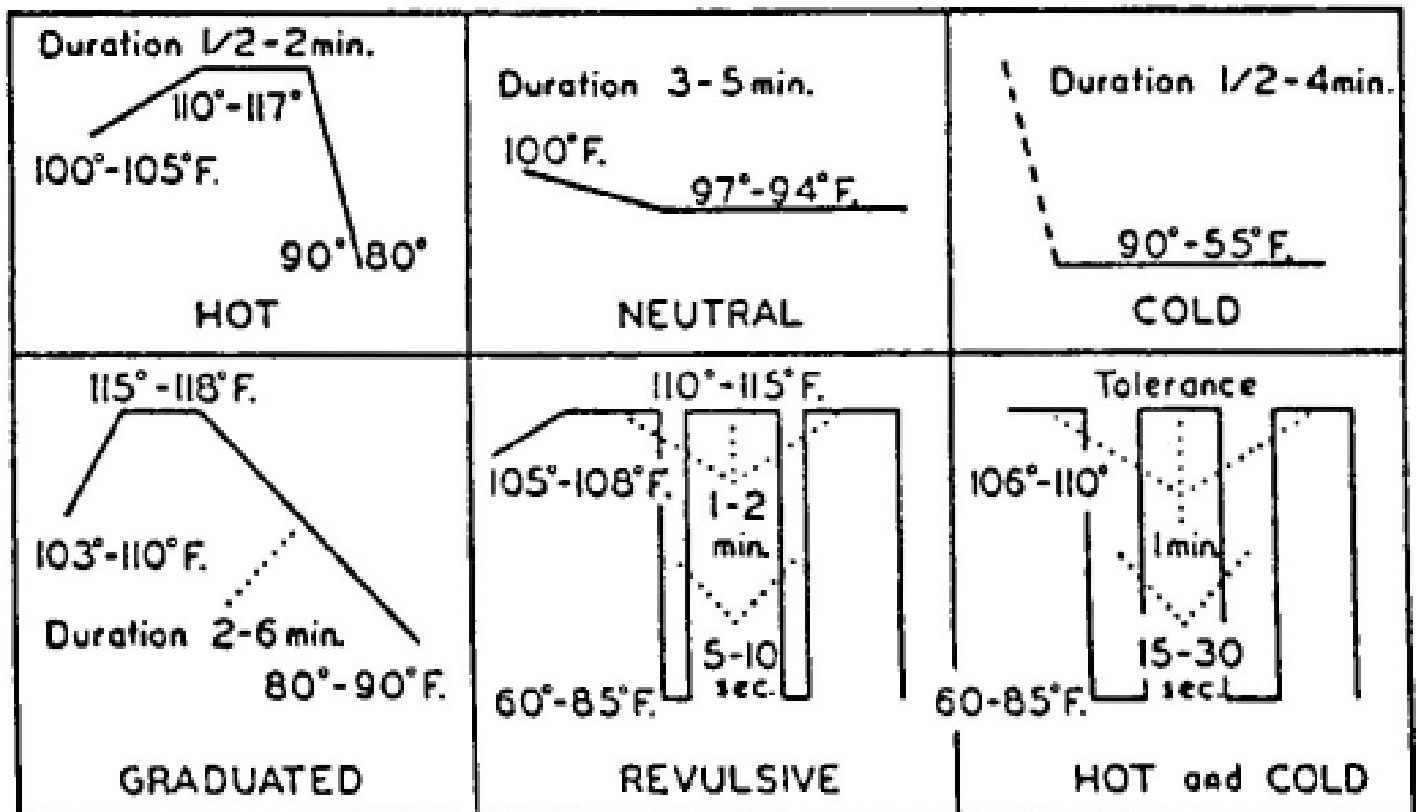 Duration 1/2-2min.
110°-117°
100°-105°F.
90° 80°
HOT
Duration 3-5min.
100°F.
97°-94°F.
NEUTRAL
Duration 1/2-4min.
90°-55°F.
COLD
115°-118°F.
103°-110°F.
Duration 2-6min.
80°-90°F.
GRADUATED
110°-115°F.
105°-108°F.
1-2
min.
5-10
sec.
60°-85°F.
REVULSIVE
Tolerance
106°-110°
1min.
15-30
sec.
60-85°F.
HOT and COLD